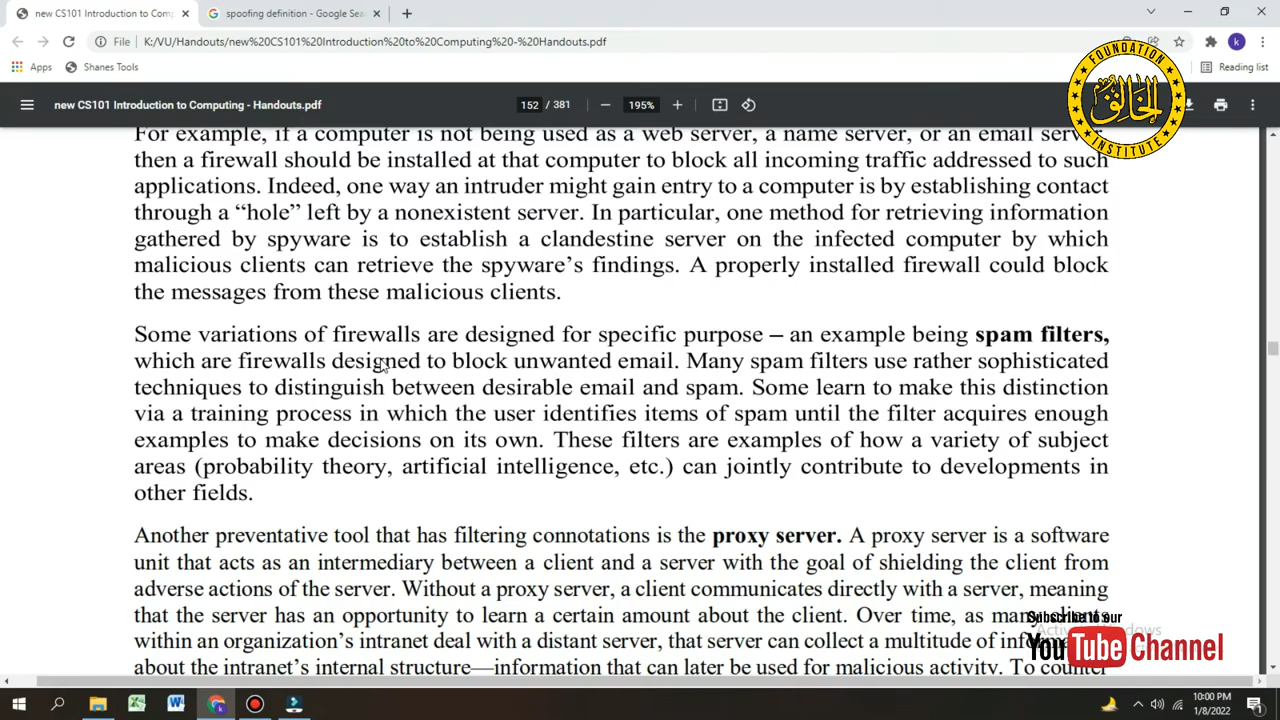 new CS101 Introduction to Comp
spoofing definition - Google Sea
File
K:/VU/Handouts/new%20CS101%20Introduction%20to%20Computing%20-%20Handouts.pdf
k
Apps
Shanes Tools
Reading list
new CS101 Introduction to Computing - Handouts.pdf
152 / 381
195%
FOUNDATION
الخالق
INSTITUTE
For example, if a computer is not being used as a web server, a name server, or an email server
then a firewall should be installed at that computer to block all incoming traffic addressed to such
applications. Indeed, one way an intruder might gain entry to a computer is by establishing contact
through a “hole” left by a nonexistent server. In particular, one method for retrieving information
gathered by spyware is to establish a clandestine server on the infected computer by which
malicious clients can retrieve the spyware’s findings. A properly installed firewall could block
the messages from these malicious clients.
Some variations of firewalls are designed for specific purpose – an example being spam filters,
which are firewalls designed to block unwanted email. Many spam filters use rather sophisticated
techniques to distinguish between desirable email and spam. Some learn to make this distinction
via a training process in which the user identifies items of spam until the filter acquires enough
examples to make decisions on its own. These filters are examples of how a variety of subject
areas (probability theory, artificial intelligence, etc.) can jointly contribute to developments in
other fields.
Another preventative tool that has filtering connotations is the proxy server. A proxy server is a software
unit that acts as an intermediary between a client and a server with the goal of shielding the client from
adverse actions of the server. Without a proxy server, a client communicates directly with a server, meaning
that the server has an opportunity to learn a certain amount about the client. Over time, as many clients
within an organization’s intranet deal with a distant server, that server can collect a multitude of
about the intranet’s internal structure—information that can later be used for malicious activity. To counter
Subscribe to our
YouTube Channel
10:00 PM
1/8/2022